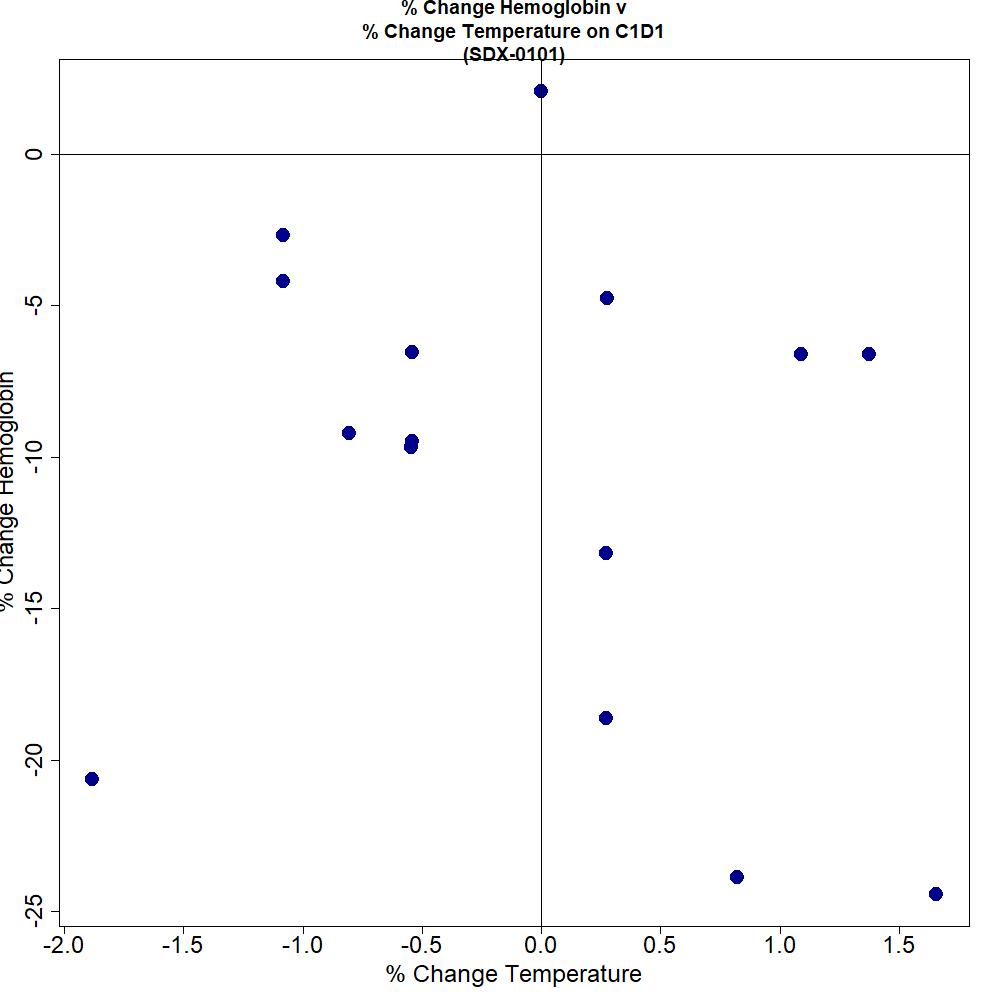 % Change Hemoglobin v
% Change Temperature on C1D1
(SDX-0101)
0
-5
-10
-15
-20
-25
% Change Hemoglobin
-2.0 -1.5 -1.0 -0.5 0.0 0.5 1.0 1.5
% Change Temperature